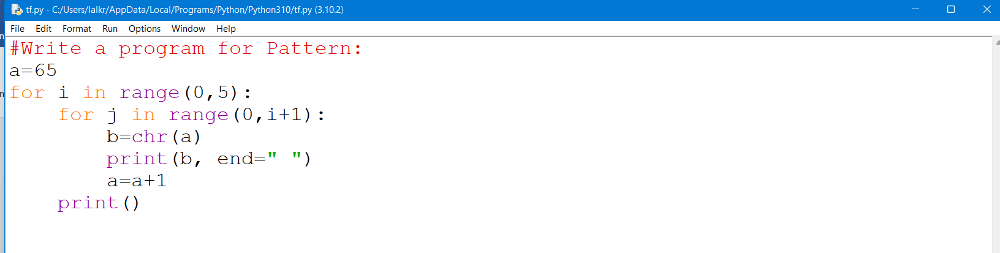 tf.py - C:/Users/lalkr/AppData/Local/Programs/Python/Python310/tf.py (3.10.2)
File Edit Format Run Options Window Help
#Write a program for Pattern:
a=65
for i in range(0,5):
    for j in range(0,i+1):
        b=chr(a)
        print(b, end=" ")
        a=a+1
    print()